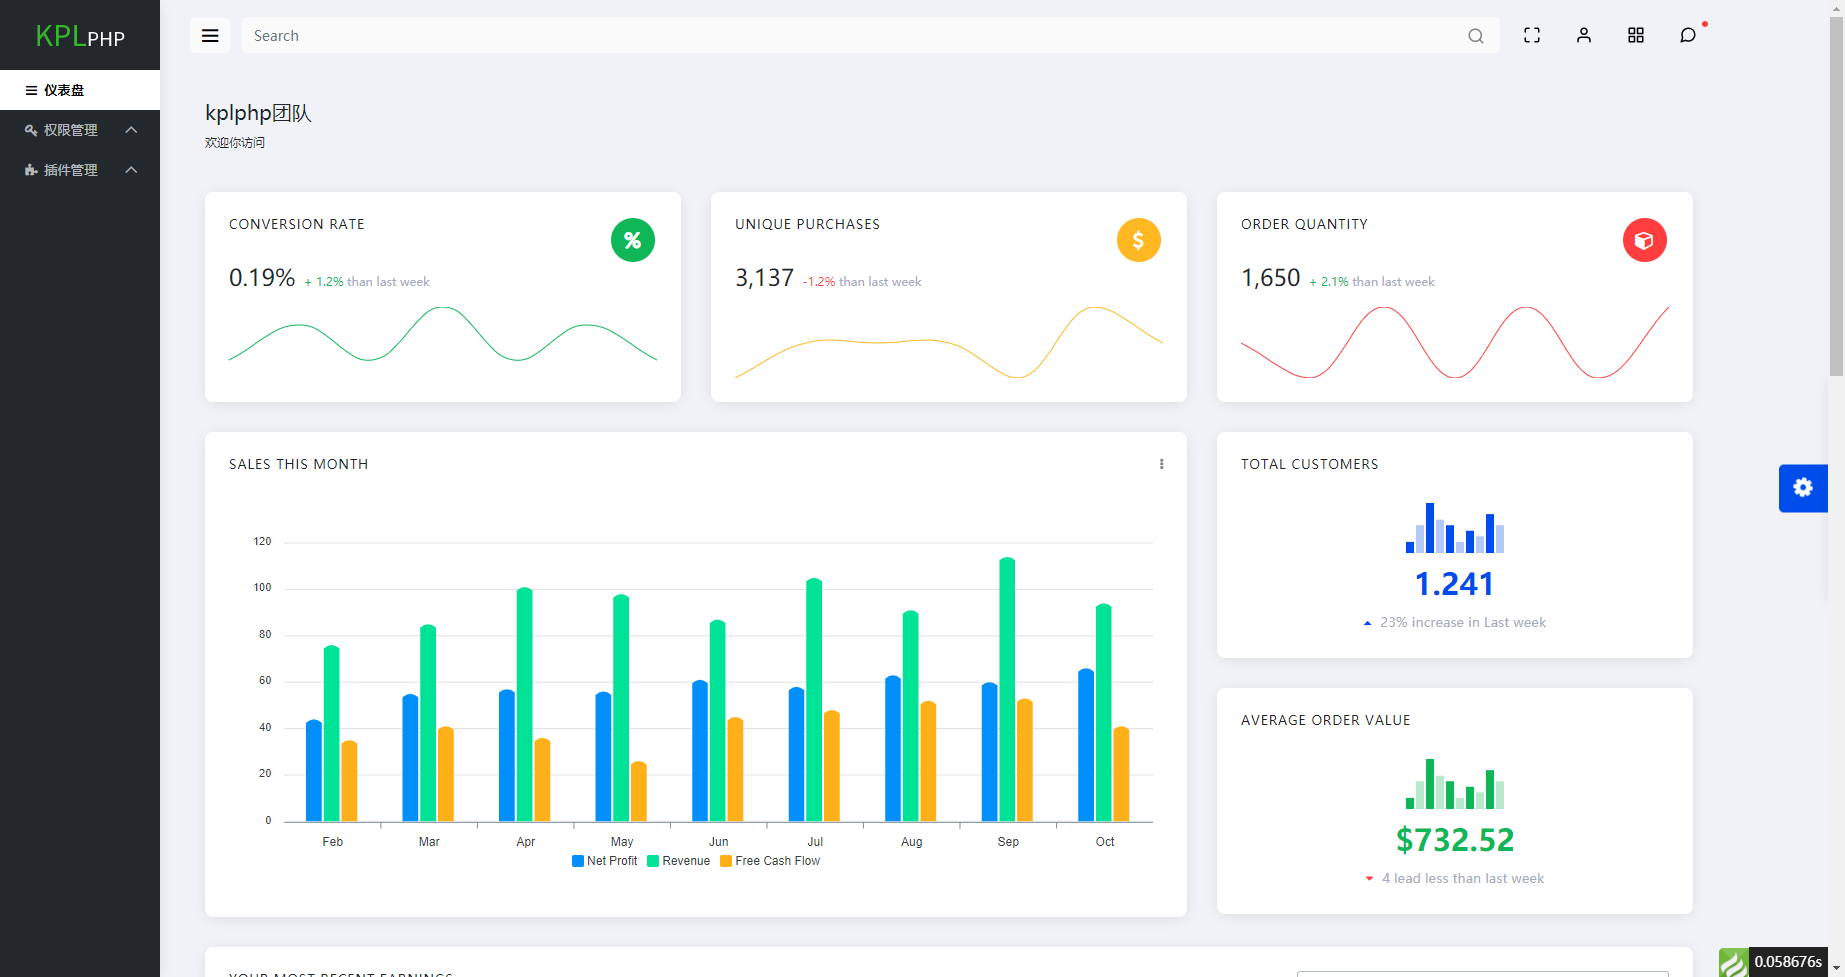 KPLPHP
Search
仪表盘
权限管理
插件管理
kplphp团队
欢迎你访问
CONVERSION RATE
%
0.19% + 1.2% than last week
UNIQUE PURCHASES
$
3,137 -1.2% than last week
ORDER QUANTITY
1,650 + 2.1% than last week
SALES THIS MONTH
120
100
80
60
40
20
0
Feb Mar Apr May Jun Jul Aug Sep Oct
Net Profit Revenue Free Cash Flow
TOTAL CUSTOMERS
1.241
23% increase in Last week
AVERAGE ORDER VALUE
$732.52
4 lead less than last week
YOUR MOST RECENT EARNINGS
0.058676s